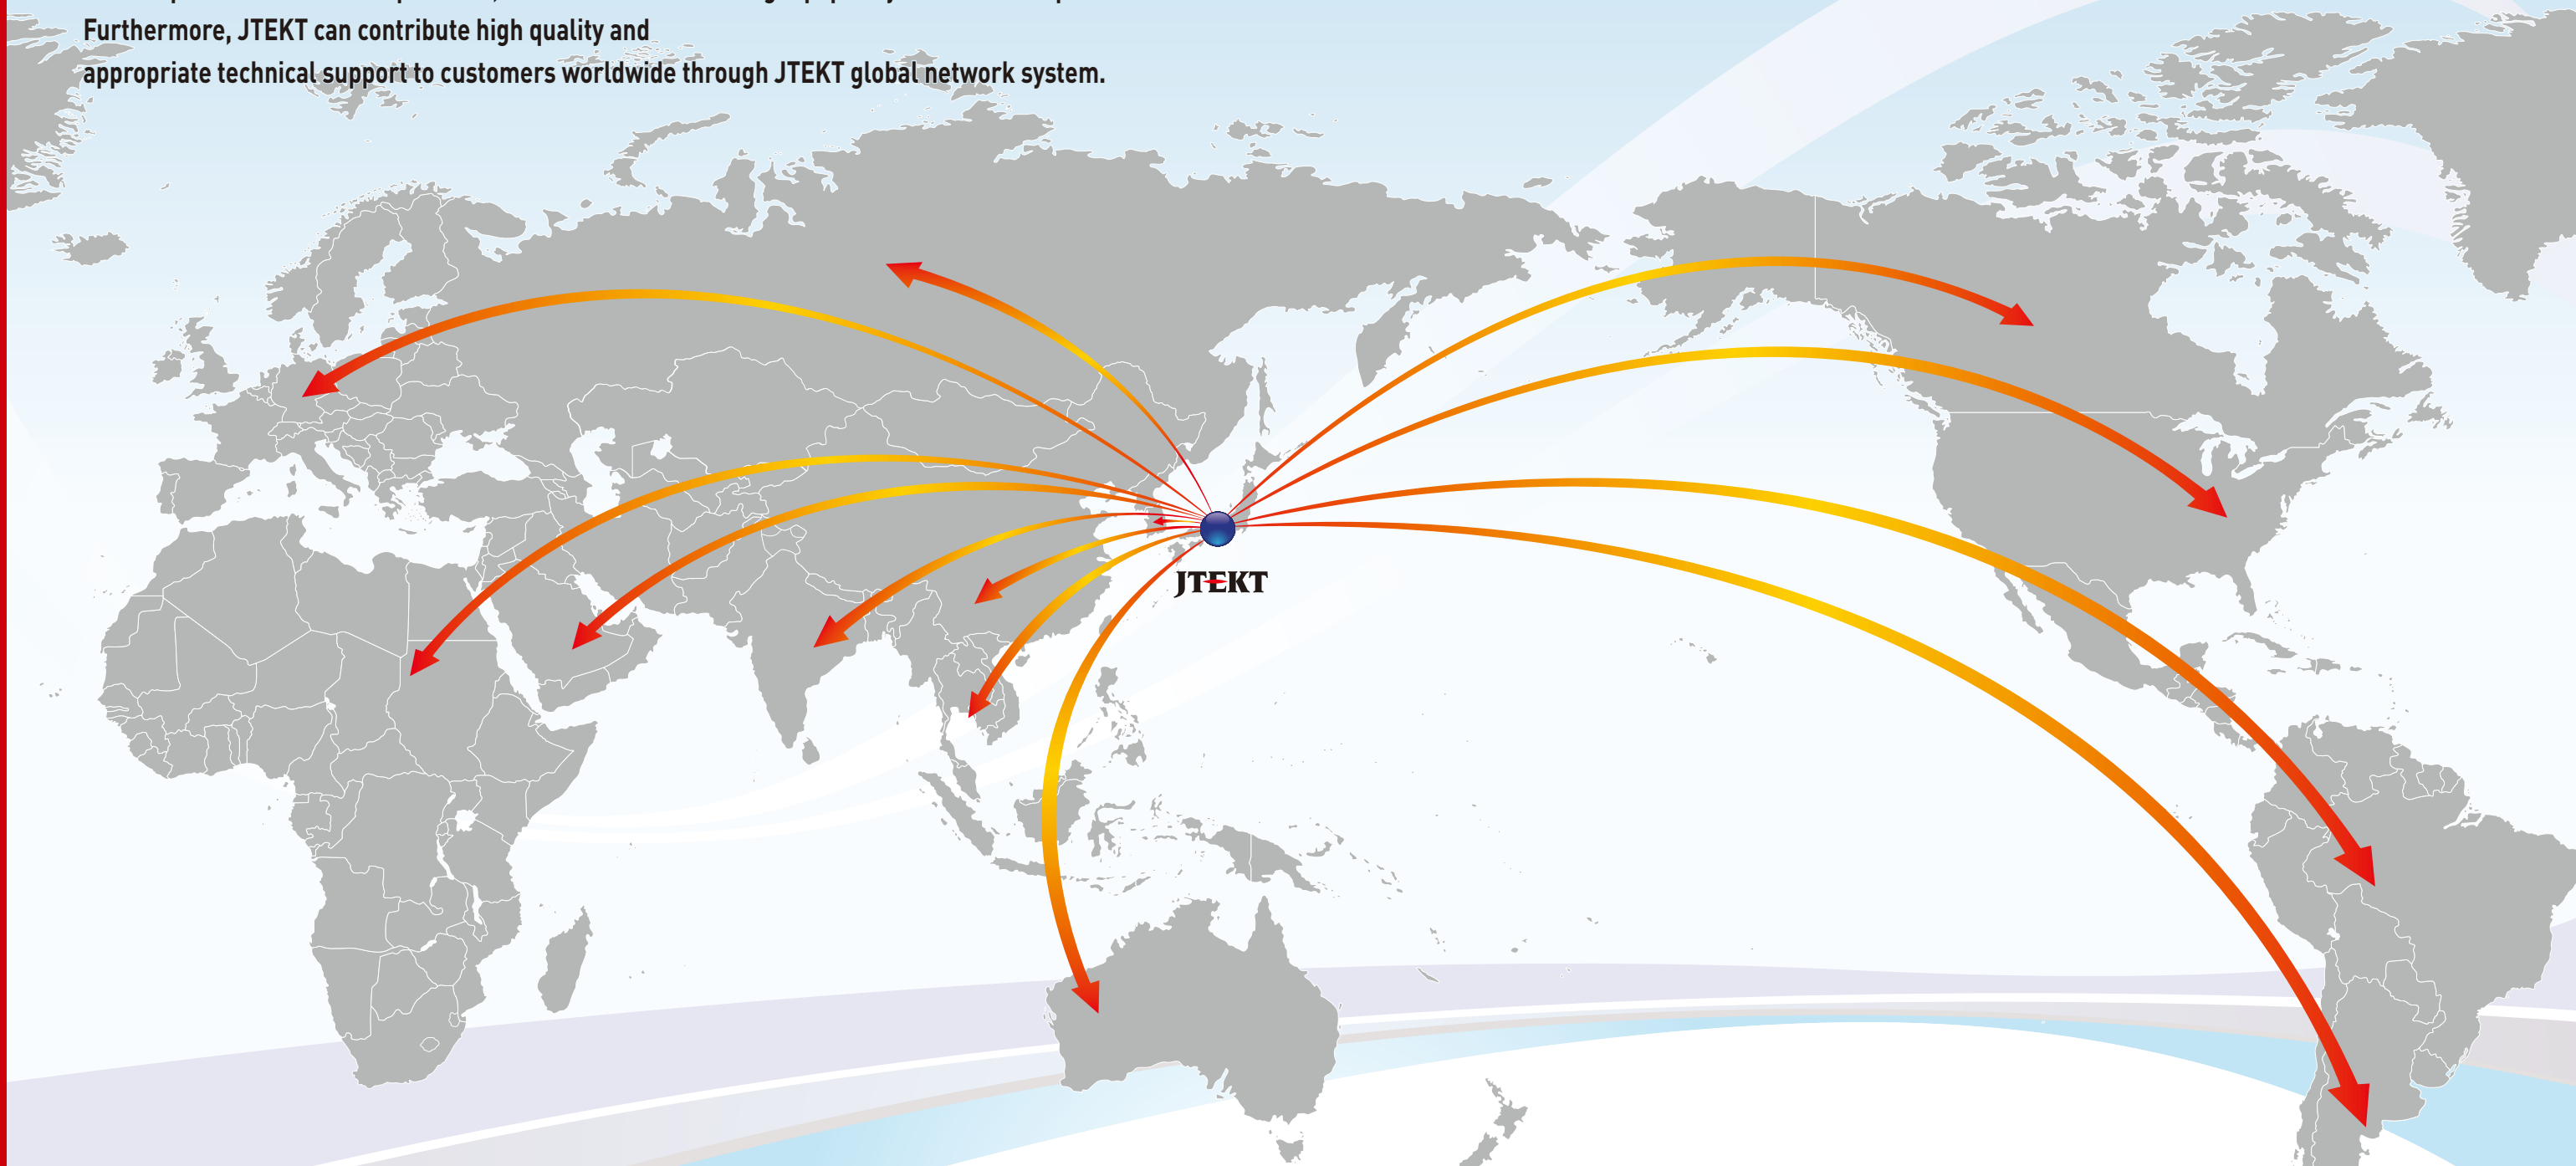 Furthermore, JTEKT can contribute high quality and
appropriate technical support to customers worldwide through JTEKT global network system.
JTEKT